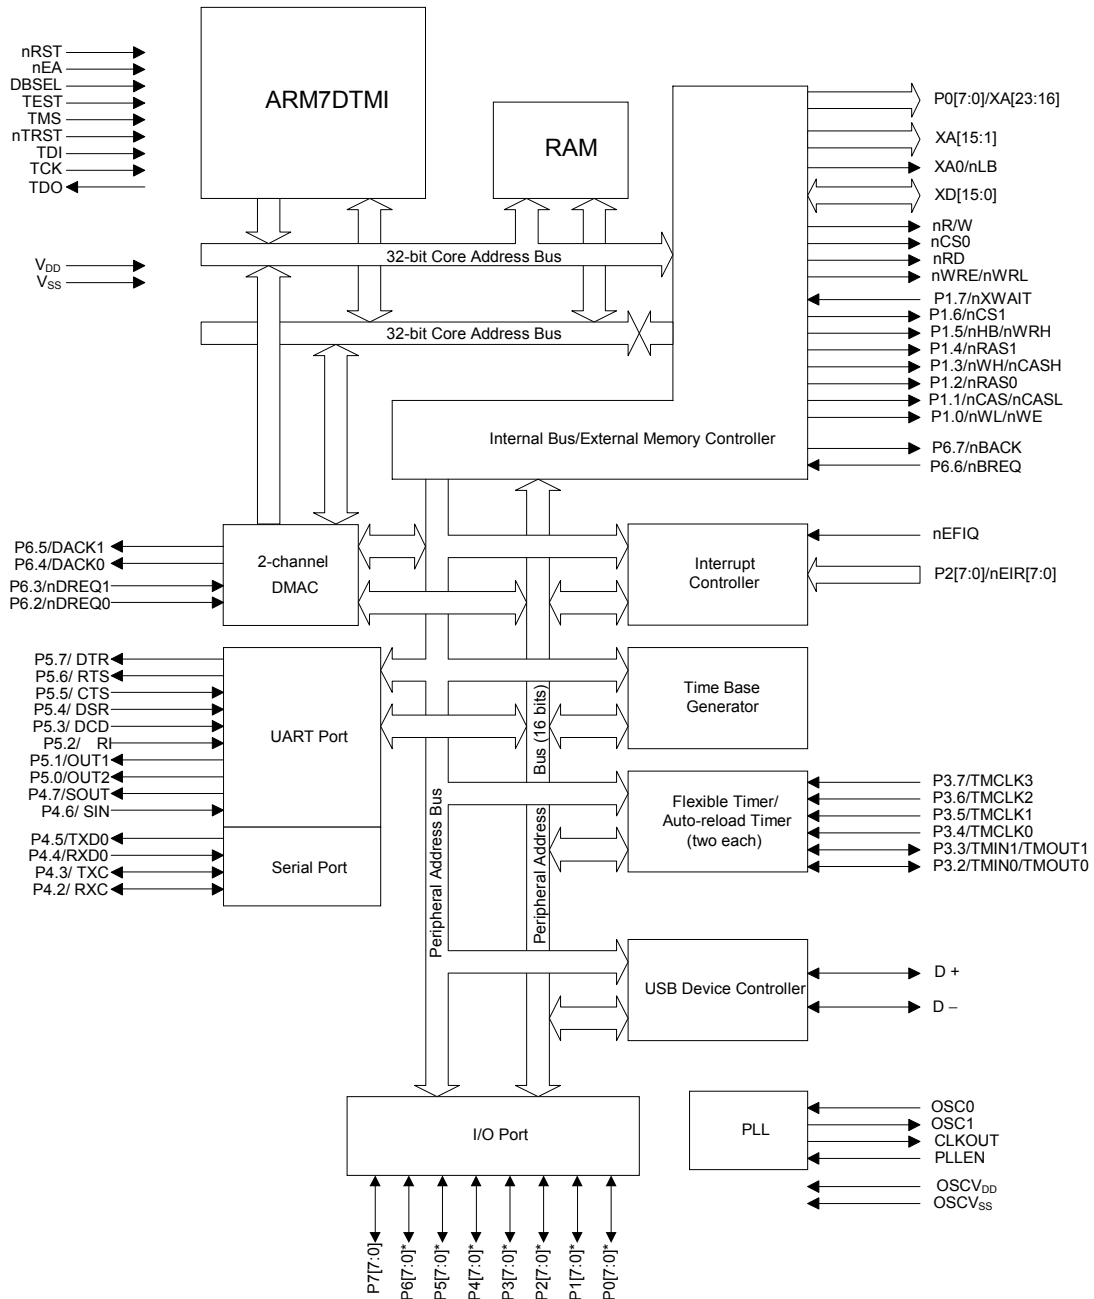 nRST
nEA
DBSEL
TEST
TMS
nTRST
TDI
TCK
TDO
VDD
VSS
ARM7DTMI
RAM
32-bit Core Address Bus
32-bit Core Address Bus
Internal Bus/External Memory Controller
P0[7:0]/XA[23:16]
XA[15:1]
XA0/nLB
XD[15:0]
nR/W
nCS0
nRD
nWRE/nWRL
P1.7/nXWAIT
P1.6/nCS1
P1.5/nHB/nWRH
P1.4/nRAS1
P1.3/nWH/nCASH
P1.2/nRAS0
P1.1/nCAS/nCASL
P1.0/nWL/nWE
P6.7/nBACK
P6.6/nBREQ
P6.5/DACK1
P6.4/DACK0
P6.3/nDREQ1
P6.2/nDREQ0
2-channel
DMAC
Interrupt
Controller
nEFIQ
P2[7:0]/nEIR[7:0]
P5.7/ DTR
P5.6/ RTS
P5.5/ CTS
P5.4/ DSR
P5.3/ DCD
P5.2/ RI
P5.1/OUT1
P5.0/OUT2
P4.7/SOUT
P4.6/ SIN
UART Port
P4.5/TXD0
P4.4/RXD0
P4.3/ TXC
P4.2/ RXC
Serial Port
Peripheral Address Bus
Peripheral Address Bus (16 bits)
Time Base
Generator
Flexible Timer/
Auto-reload Timer
(two each)
P3.7/TMCLK3
P3.6/TMCLK2
P3.5/TMCLK1
P3.4/TMCLK0
P3.3/TMIN1/TMOUT1
P3.2/TMIN0/TMOUT0
USB Device Controller
D +
D –
I/O Port
PLL
OSC0
OSC1
CLKOUT
PLLEN
OSCVDD
OSCVSS
P7[7:0]
P6[7:0]*
P5[7:0]*
P4[7:0]*
P3[7:0]*
P2[7:0]*
P1[7:0]*
P0[7:0]*